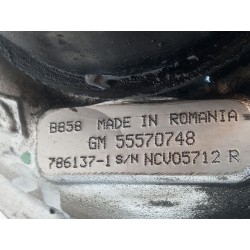 B858 MADE IN ROMANIA
GM 55570748
786137-1 S/N NCV05712 R